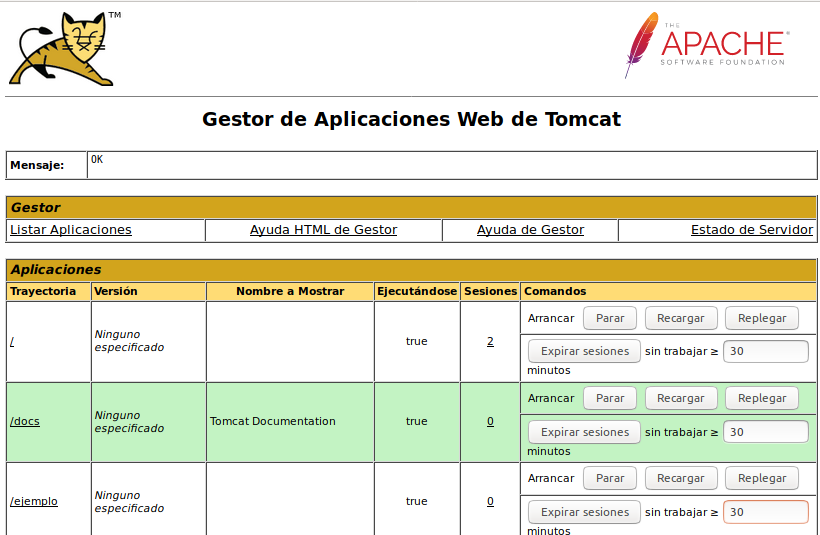 TM
THE
APACHE®
SOFTWARE FOUNDATION
Gestor de Aplicaciones Web de Tomcat
Mensaje: OK
Gestor
Listar Aplicaciones Ayuda HTML de Gestor Ayuda de Gestor Estado de Servidor
Aplicaciones
Trayectoria Versión Nombre a Mostrar Ejecutándose Sesiones Comandos
Arrancar Parar Recargar Replegar
/ Ninguno especificado true 2
Expirar sesiones sin trabajar ≥ 30
minutos
Arrancar Parar Recargar Replegar
/docs Ninguno especificado Tomcat Documentation true 0
Expirar sesiones sin trabajar ≥ 30
minutos
Arrancar Parar Recargar Replegar
/ejemplo Ninguno especificado true 0
Expirar sesiones sin trabajar ≥ 30
minutos